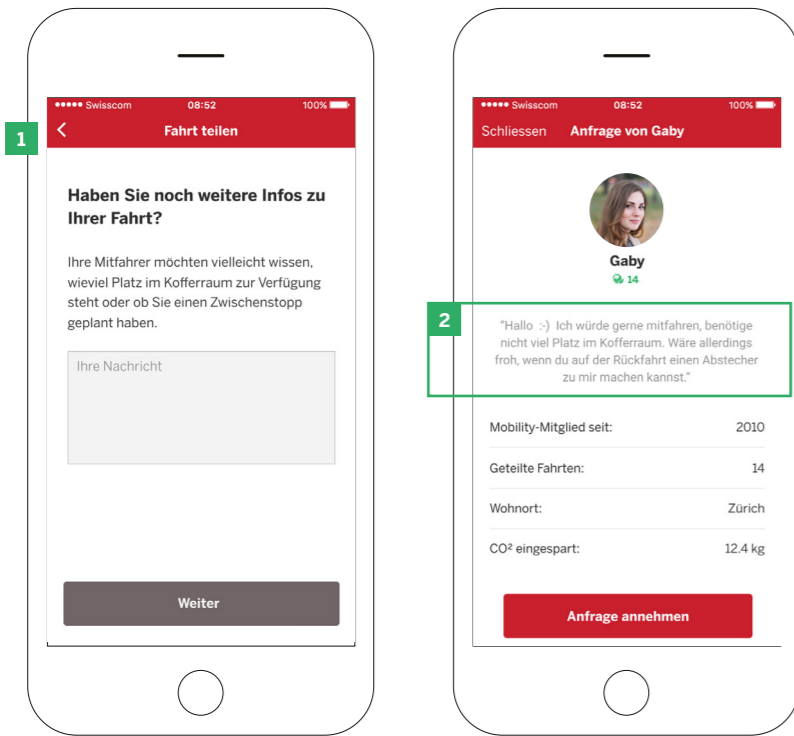 Swisscom 08:52 100%
1
Fahrt teilen
Haben Sie noch weitere Infos zu
Ihrer Fahrt?
Ihre Mitfahrer möchten vielleicht wissen,
wieviel Platz im Kofferraum zur Verfügung
steht oder ob Sie einen Zwischenstopp
geplant haben.
Ihre Nachricht
Weiter
Swisscom 08:52 100%
Schliessen Anfrage von Gaby
Gaby
14
2
"Hallo :-) Ich würde gerne mitfahren, benötige
nicht viel Platz im Kofferraum. Wäre allerdings
froh, wenn du auf der Rückfahrt einen Abstecher
zu mir machen kannst."
Mobility-Mitglied seit: 2010
Geteilte Fahrten: 14
Wohnort: Zürich
CO² eingespart: 12.4 kg
Anfrage annehmen